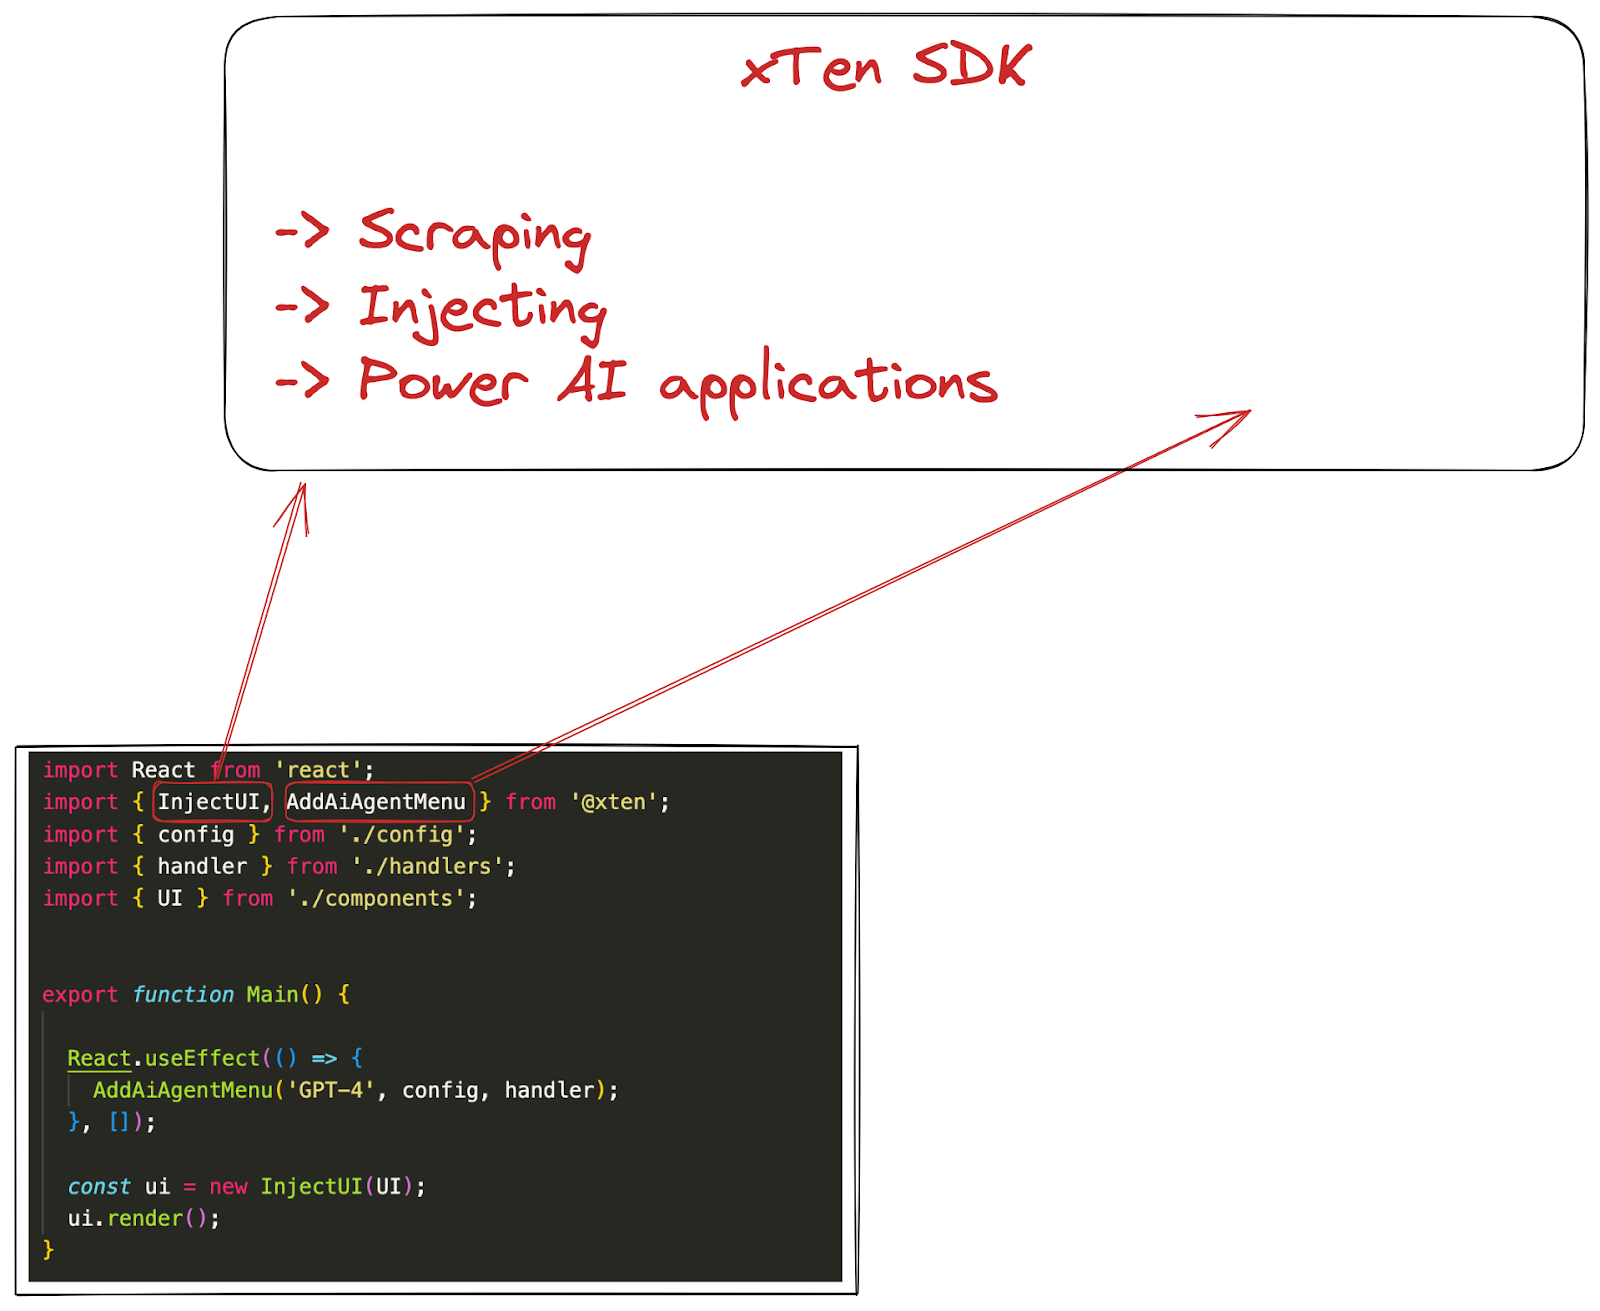 xTen SDK
-> Scraping
-> Injecting
-> Power AI applications
import React from 'react';
import { InjectUI, AddAiAgentMenu } from '@xten';
import { config } from './config';
import { handler } from './handlers';
import { UI } from './components';
export function Main() {
React.useEffect(() => {
AddAiAgentMenu('GPT-4', config, handler);
}, []);
const ui = new InjectUI(UI);
ui.render();
}